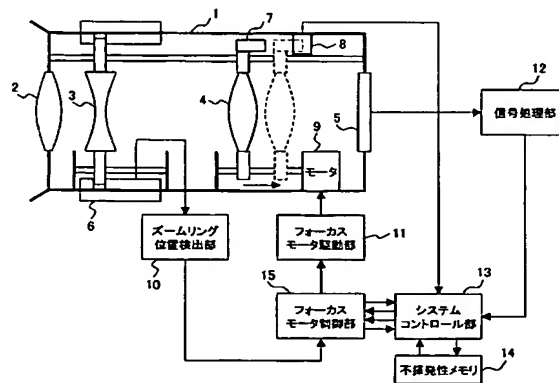 1
7
8
2
3
4
5
12
信号処理部
9
モータ
6
ズームリング
位置検出部
10
フォーカス
モータ駆動部
11
15
フォーカス
モータ制御部
13
システム
コントロール部
不揮発性メモリ
14